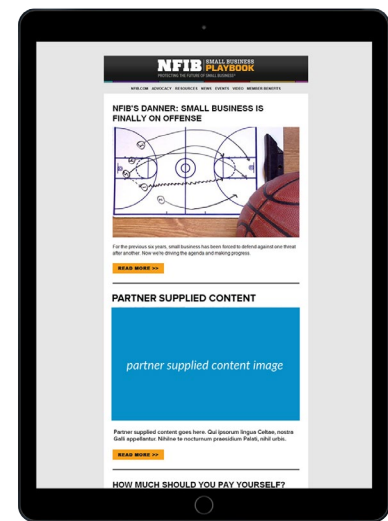 NFIB SMALL BUSINESS
PLAYBOOK
PROTECTING THE FUTURE OF SMALL BUSINESS®
NFIB.COM ADVOCACY RESOURCES NEWS EVENTS VIDEO MEMBER BENEFITS
NFIB'S DANNER: SMALL BUSINESS IS
FINALLY ON OFFENSE
For the previous six years, small business has been forced to defend against one threat
after another. Now we're driving the agenda and making progress.
READ MORE >>
PARTNER SUPPLIED CONTENT
partner supplied content image
Partner supplied content goes here. Qui ipsorum lingua Celtae, nostra
Galli appellantur. Nihilne te nocturnum praesidium Palati, nihil urbis.
READ MORE >>
HOW MUCH SHOULD YOU PAY YOURSELF?